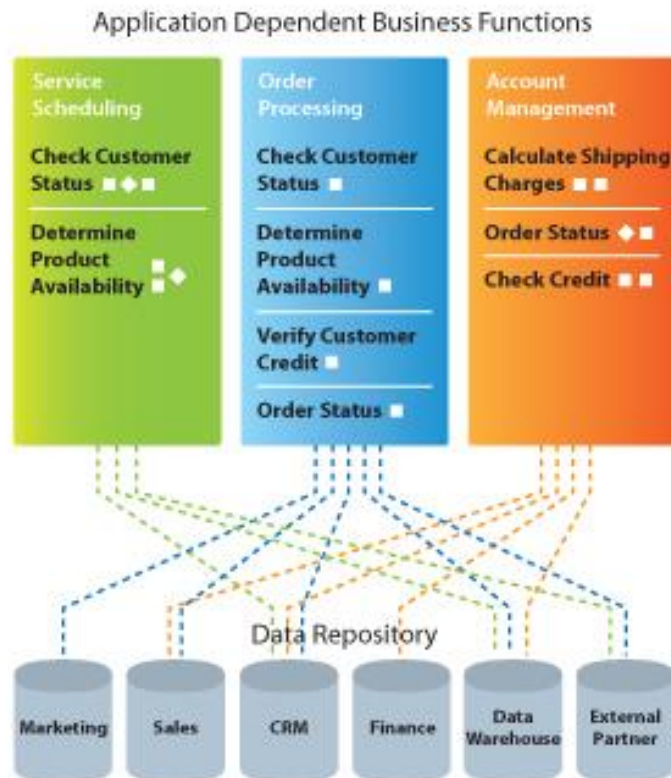 Application Dependent Business Functions
Service
Scheduling
Check Customer
Status
Determine
Product
Availability
Order
Processing
Check Customer
Status
Determine
Product
Availability
Verify Customer
Credit
Order Status
Account
Management
Calculate Shipping
Charges
Order Status
Check Credit
Data Repository
Marketing
Sales
CRM
Finance
Data
Warehouse
External
Partner